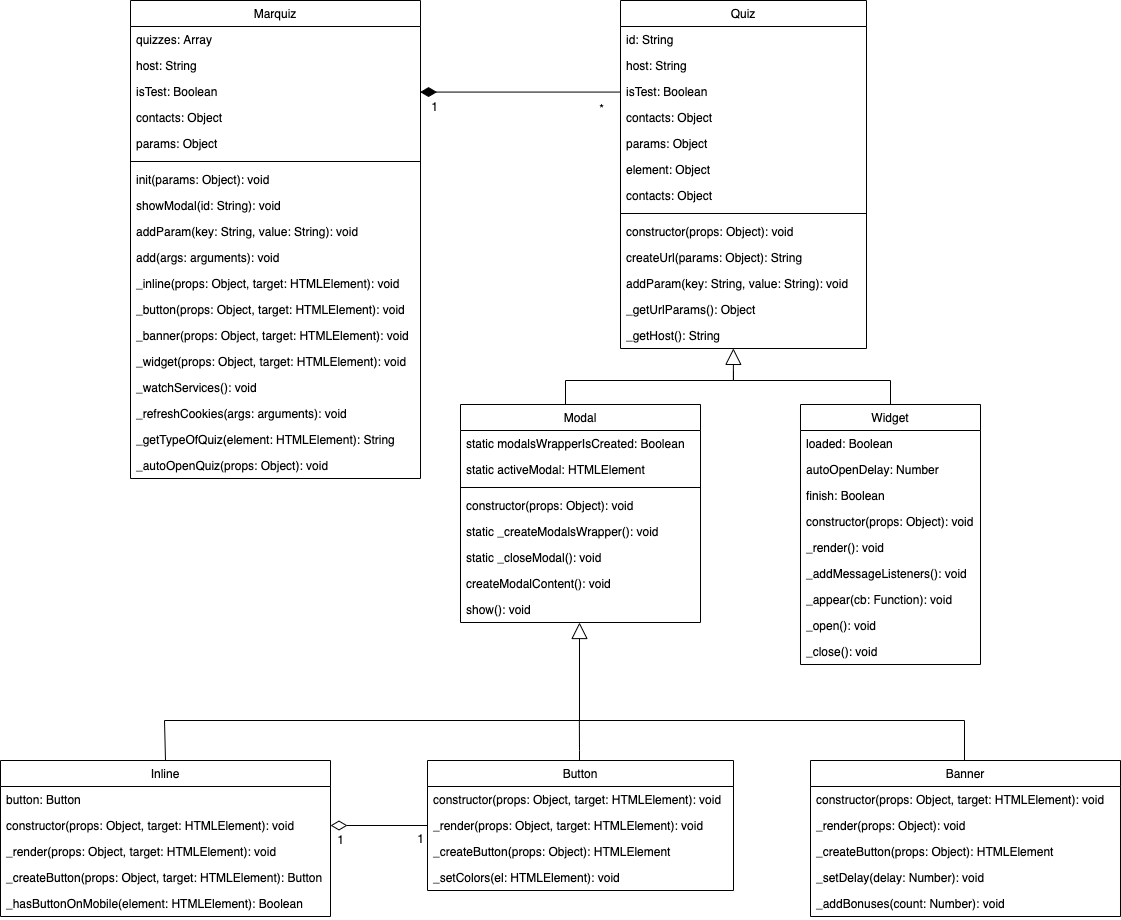 Marquiz
quizzes: Array
host: String
isTest: Boolean
contacts: Object
params: Object
init(params: Object): void
showModal(id: String): void
addParam(key: String, value: String): void
add(args: arguments): void
_inline(props: Object, target: HTMLElement): void
_button(props: Object, target: HTMLElement): void
_banner(props: Object, target: HTMLElement): void
_widget(props: Object, target: HTMLElement): void
_watchServices(): void
_refreshCookies(args: arguments): void
_getTypeOfQuiz(element: HTMLElement): String
_autoOpenQuiz(props: Object): void
1
*
Quiz
id: String
host: String
isTest: Boolean
contacts: Object
params: Object
element: Object
contacts: Object
constructor(props: Object): void
createUrl(params: Object): String
addParam(key: String, value: String): void
_getUrlParams(): Object
_getHost(): String
Modal
static modalsWrapperIsCreated: Boolean
static activeModal: HTMLElement
constructor(props: Object): void
static _createModalsWrapper(): void
static _closeModal(): void
createModalContent(): void
show(): void
Widget
loaded: Boolean
autoOpenDelay: Number
finish: Boolean
constructor(props: Object): void
_render(): void
_addMessageListeners(): void
_appear(cb: Function): void
_open(): void
_close(): void
Inline
button: Button
constructor(props: Object, target: HTMLElement): void
_render(props: Object, target: HTMLElement): void
_createButton(props: Object, target: HTMLElement): Button
_hasButtonOnMobile(element: HTMLElement): Boolean
1
1
Button
constructor(props: Object, target: HTMLElement): void
_render(props: Object, target: HTMLElement): void
_createButton(props: Object): HTMLElement
_setColors(el: HTMLElement): void
Banner
constructor(props: Object, target: HTMLElement): void
_render(props: Object): void
_createButton(props: Object): HTMLElement
_setDelay(delay: Number): void
_addBonuses(count: Number): void